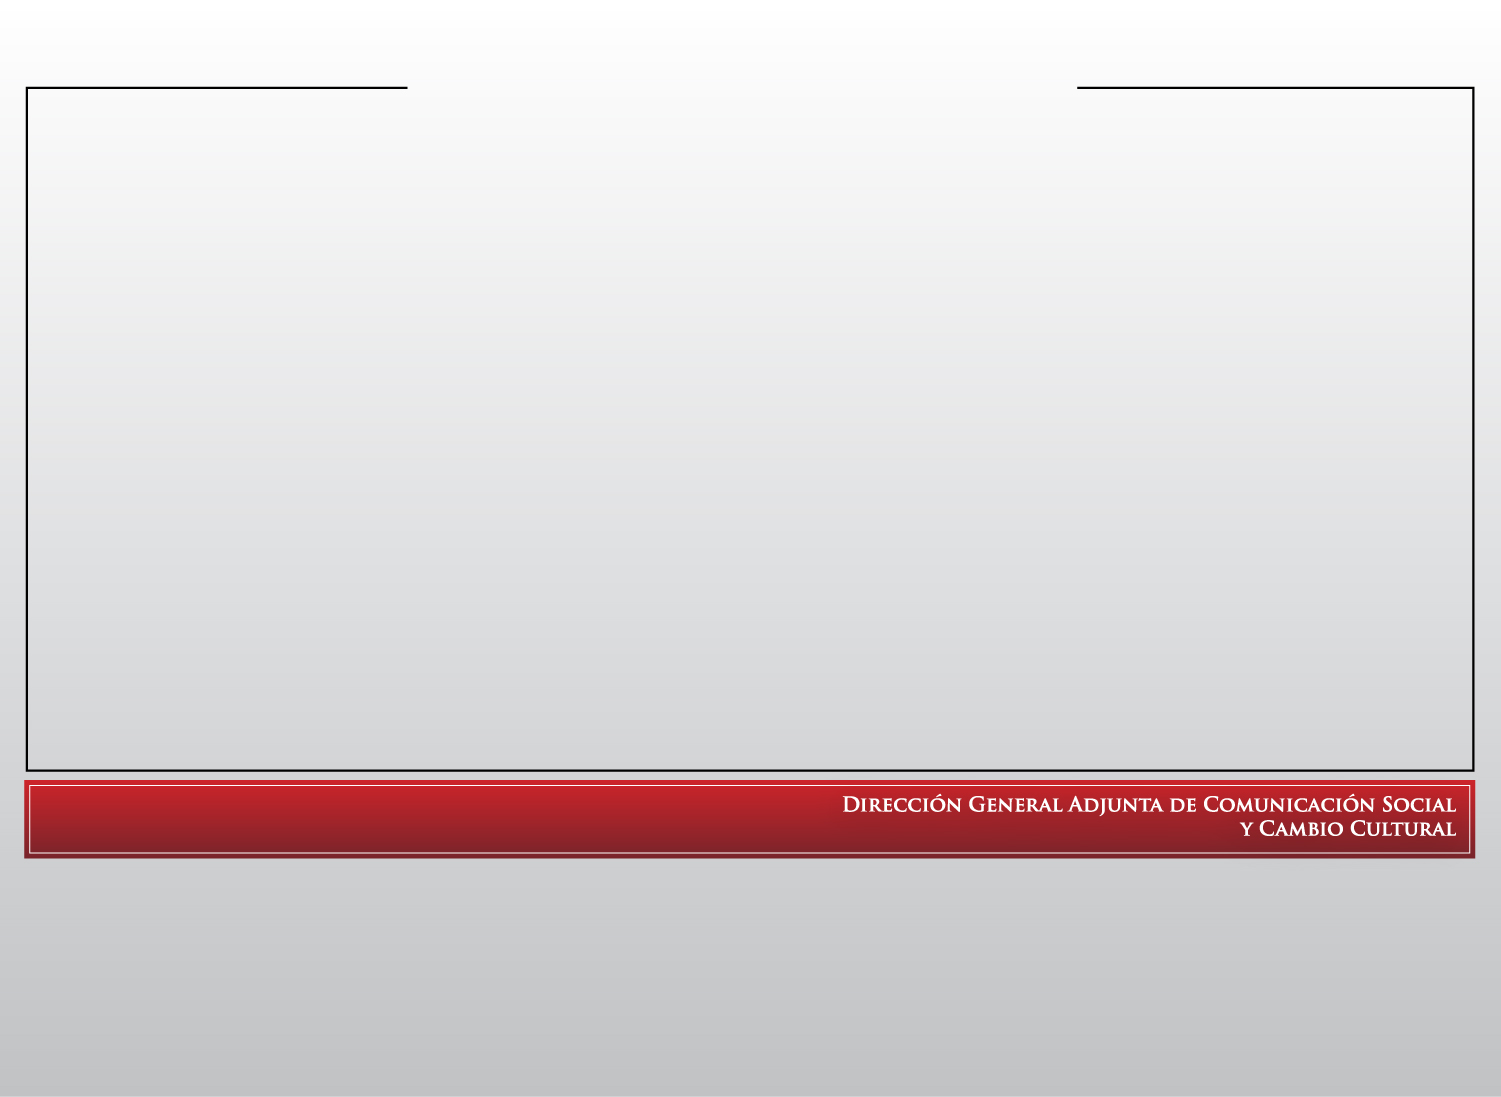 Dirección General Adjunta de Comunicación Social
y Cambio Cultural